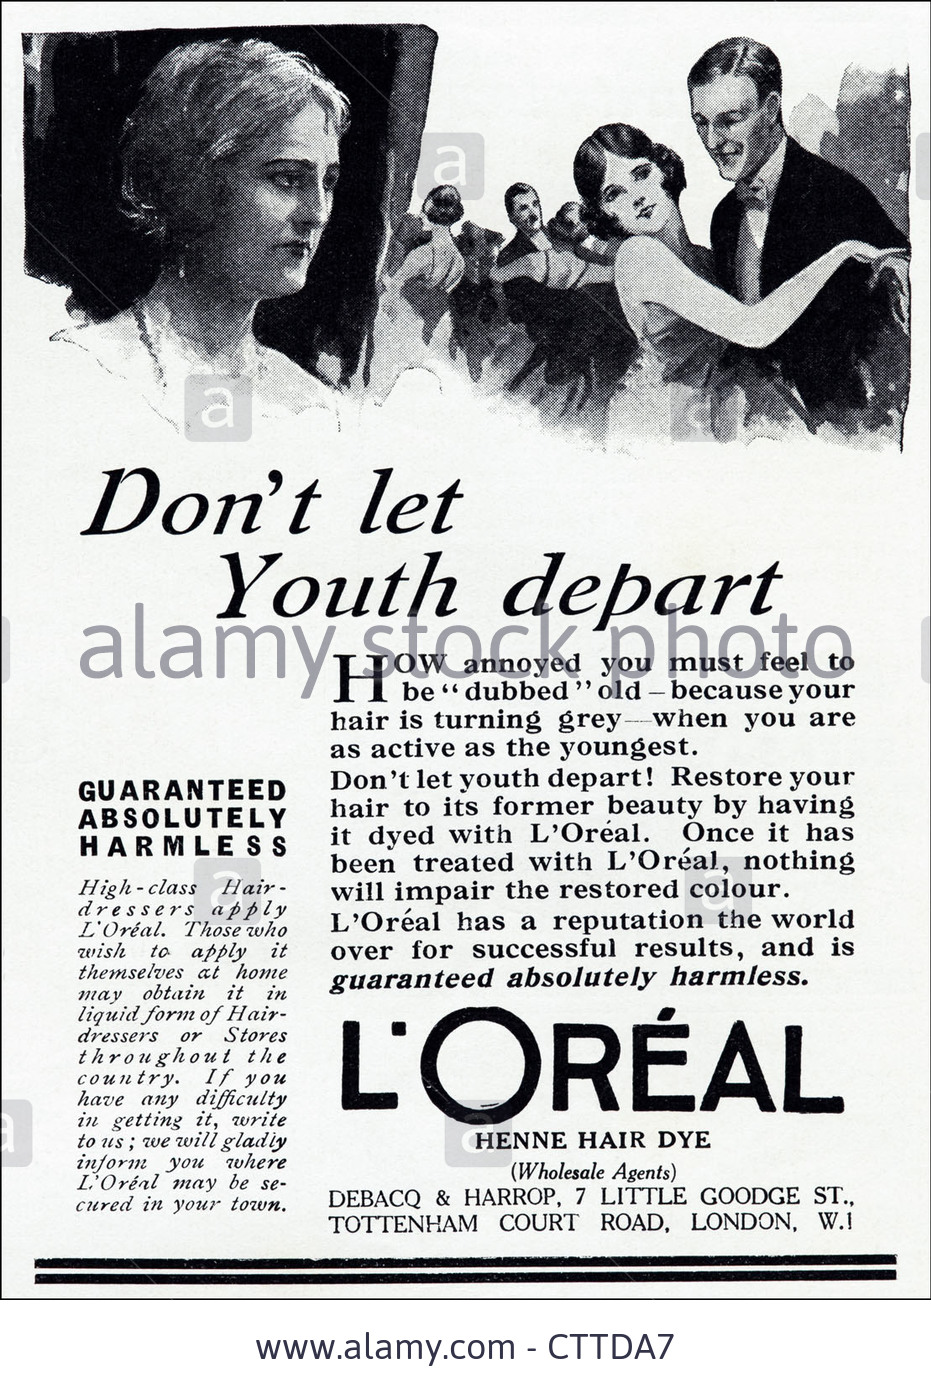 Don't let
Youth depart
HOW annoyed you must feel to
be “dubbed” old – because your
hair is turning grey—when you are
as active as the youngest.
Don't let youth depart! Restore your
hair to its former beauty by having
it dyed with L'Oréal. Once it has
been treated with L'Oréal, nothing
will impair the restored colour.
L'Oréal has a reputation the world
over for successful results, and is
guaranteed absolutely harmless.
GUARANTEED
ABSOLUTELY
HARMLESS
High-class Hair-
dressers apply
L'Oréal. Those who
wish to apply it
themselves at home
may obtain it in
liquid form of Hair-
dressers or Stores
throughout the
country. If you
have any difficulty
in getting it, write
to us; we will gladly
inform you where
L'Oréal may be se-
cured in your town.
L'ORÉAL
HENNE HAIR DYE
(Wholesale Agents)
DEBACQ & HARROP, 7 LITTLE GOODGE ST.,
TOTTENHAM COURT ROAD, LONDON, W.1
alamy stock photo
a
a
a
a
a
a
a
www.alamy.com - CTTDA7